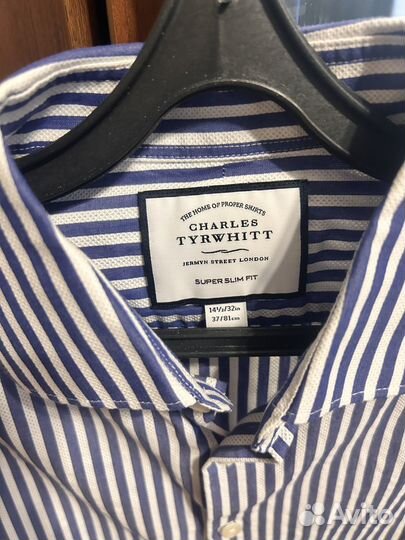 THE HOME OF PROPER SHIRTS
CHARLES
TYRWHITT
JERMYN STREET LONDON
SUPER SLIM FIT
14½/32in
37/81cm
Avito